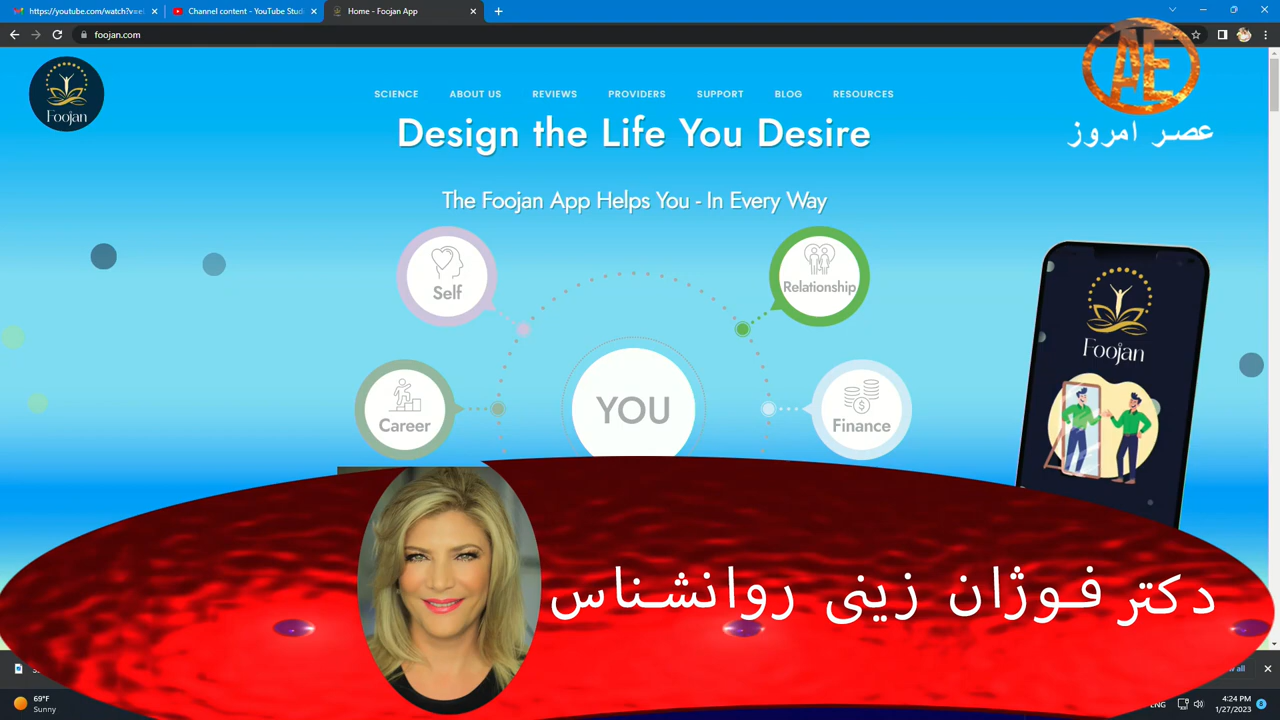 https://youtube.com/watch?v=
Channel content - YouTube Stud
Home - Foojan App
foojan.com
Foojan
SCIENCE ABOUT US REVIEWS PROVIDERS SUPPORT BLOG RESOURCES
عصر امروز
Design the Life You Desire
The Foojan App Helps You - In Every Way
Self
Relationship
Foojan
Career
YOU
Finance
دکتر فوژان زینی روانشناس
69°F
Sunny
ENG
4:24 PM
1/27/2023